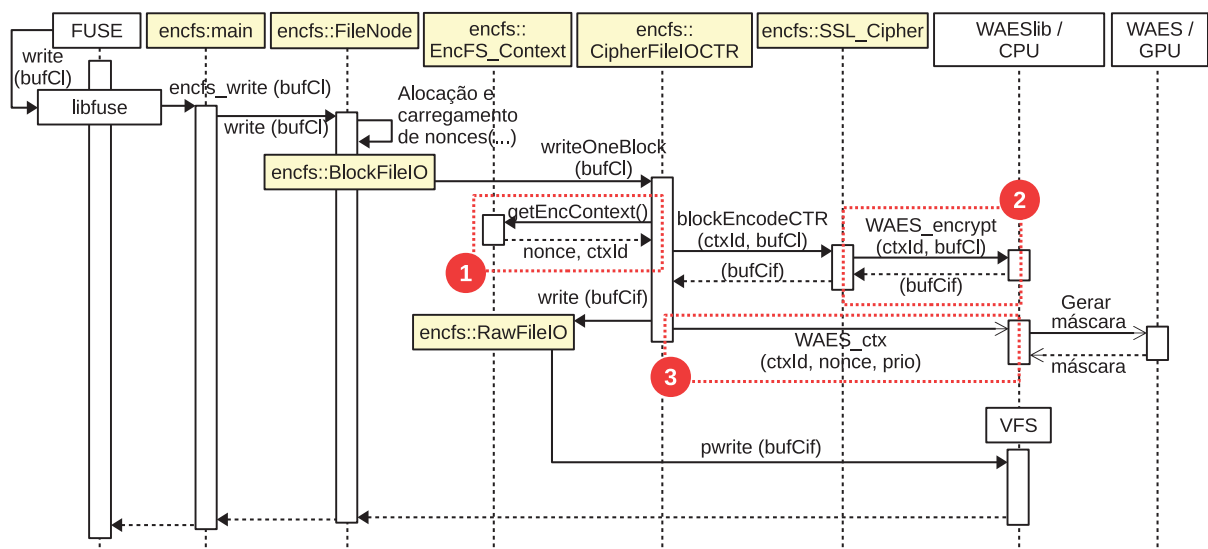 FUSE
encfs:main
encfs::FileNode
encfs::
EncFS_Context
encfs::
CipherFileIOCTR
encfs::SSL_Cipher
WAESlib /
CPU
WAES /
GPU
write
(bufCl)
libfuse
encfs_write (bufCl)
write (bufCl)
Alocação e
carregamento
de nonces(...)
encfs::BlockFileIO
writeOneBlock
(bufCl)
1
getEncContext()
nonce, ctxId
blockEncodeCTR
(ctxId, bufCl)
(bufCif)
2
WAES_encrypt
(ctxId, bufCl)
(bufCif)
write (bufCif)
encfs::RawFileIO
3
WAES_ctx
(ctxId, nonce, prio)
Gerar
máscara
máscara
VFS
pwrite (bufCif)